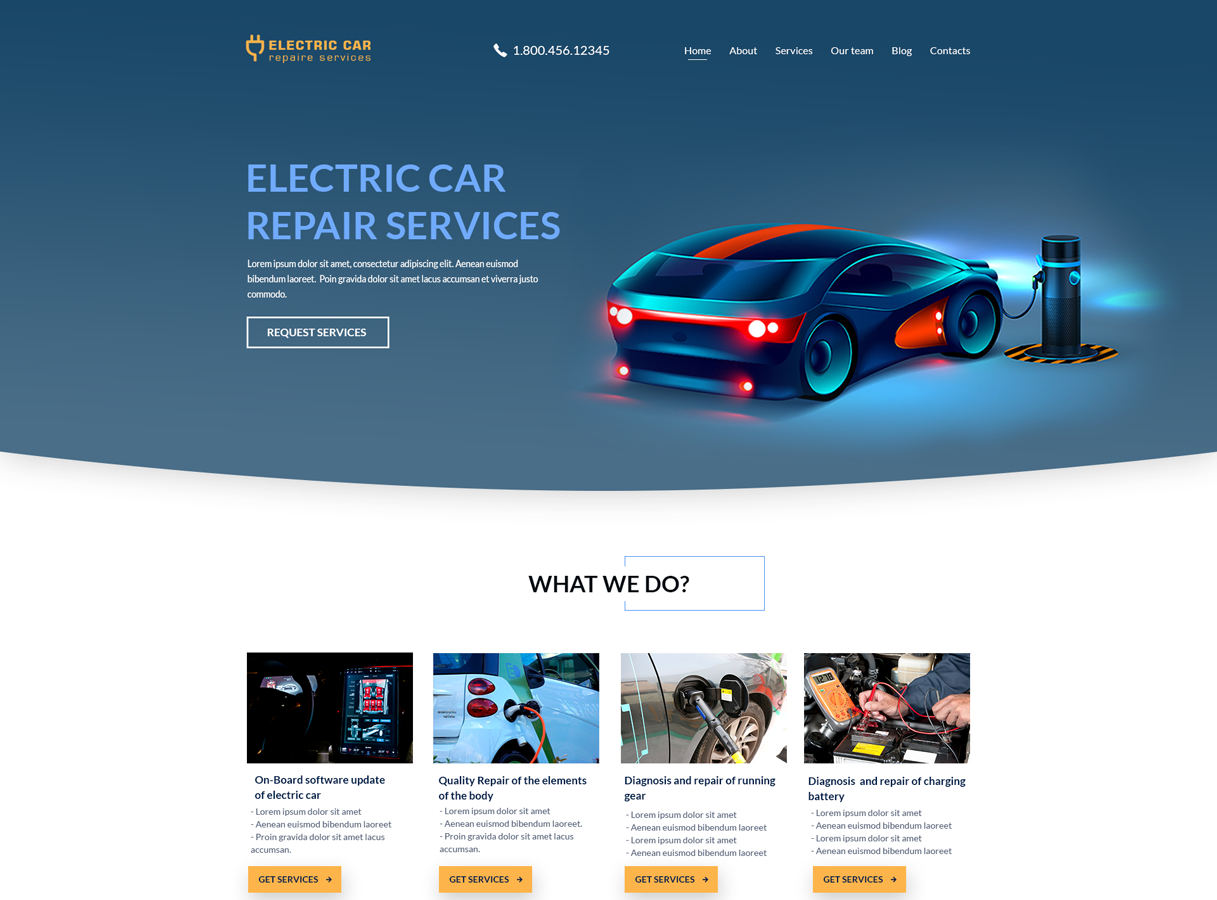 ELECTRIC CAR
repaire services
1.800.456.12345
Home About Services Our team Blog Contacts
ELECTRIC CAR
REPAIR SERVICES
Lorem ipsum dolor sit amet, consectetur adipiscing elit. Aenean euismod
bibendum laoreet. Poin gravida dolor sit amet lacus accumsan et viverra justo
commodo.
REQUEST SERVICES
WHAT WE DO?
On-Board software update
of electric car
- Lorem ipsum dolor sit amet
- Aenean euismod bibendum laoreet
- Proin gravida dolor sit amet lacus
accumsan.
GET SERVICES
Quality Repair of the elements
of the body
- Lorem ipsum dolor sit amet
- Aenean euismod bibendum laoreet.
- Proin gravida dolor sit amet lacus
accumsan.
GET SERVICES
Diagnosis and repair of running
gear
- Lorem ipsum dolor sit amet
- Aenean euismod bibendum laoreet
- Lorem ipsum dolor sit amet
- Aenean euismod bibendum laoreet
GET SERVICES
Diagnosis and repair of charging
battery
- Lorem ipsum dolor sit amet
- Aenean euismod bibendum laoreet
- Lorem ipsum dolor sit amet
- Aenean euismod bibendum laoreet
GET SERVICES